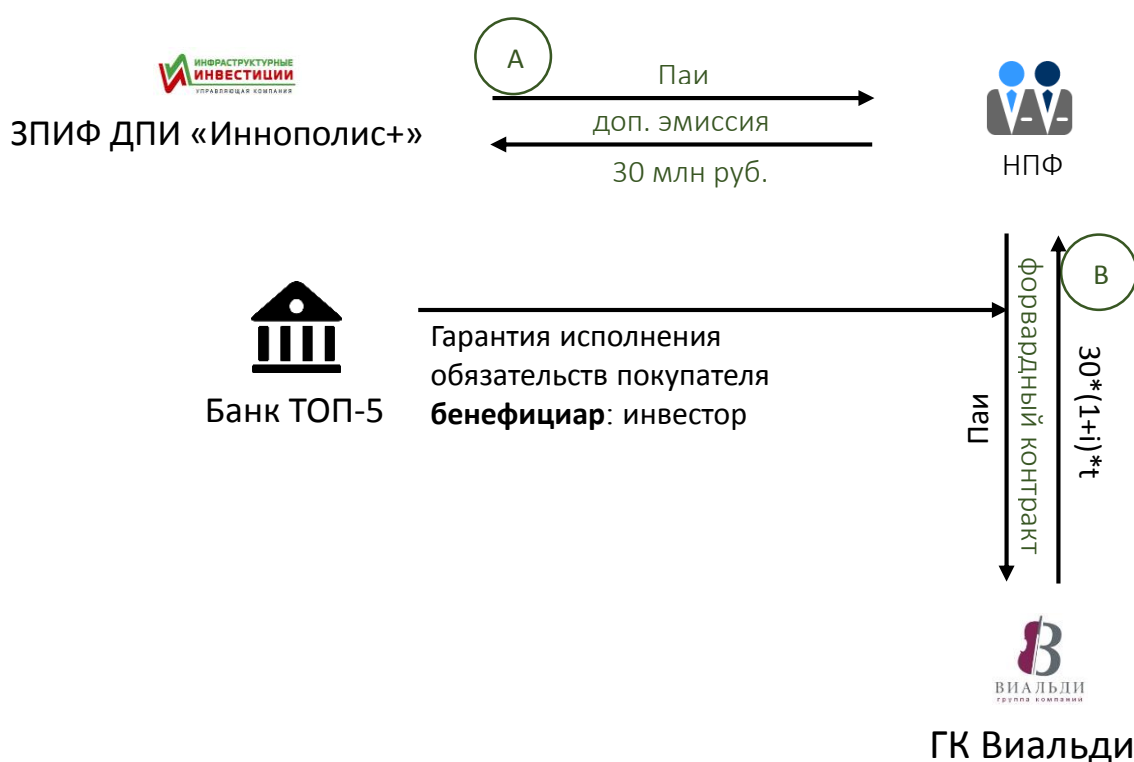 ИНФРАСТРУКТУРНЫЕ
ИНВЕСТИЦИИ
УПРАВЛЯЮЩАЯ КОМПАНИЯ
ЗПИФ ДПИ «Иннополис+»
A
Паи
доп. эмиссия
30 млн руб.
НПФ
Банк ТОП-5
Гарантия исполнения
обязательств покупателя
бенефициар: инвестор
Паи
форвардный контракт
B
30*(1+i)*t
В
ВИАЛЬДИ
группа компаний
ГК Виальди